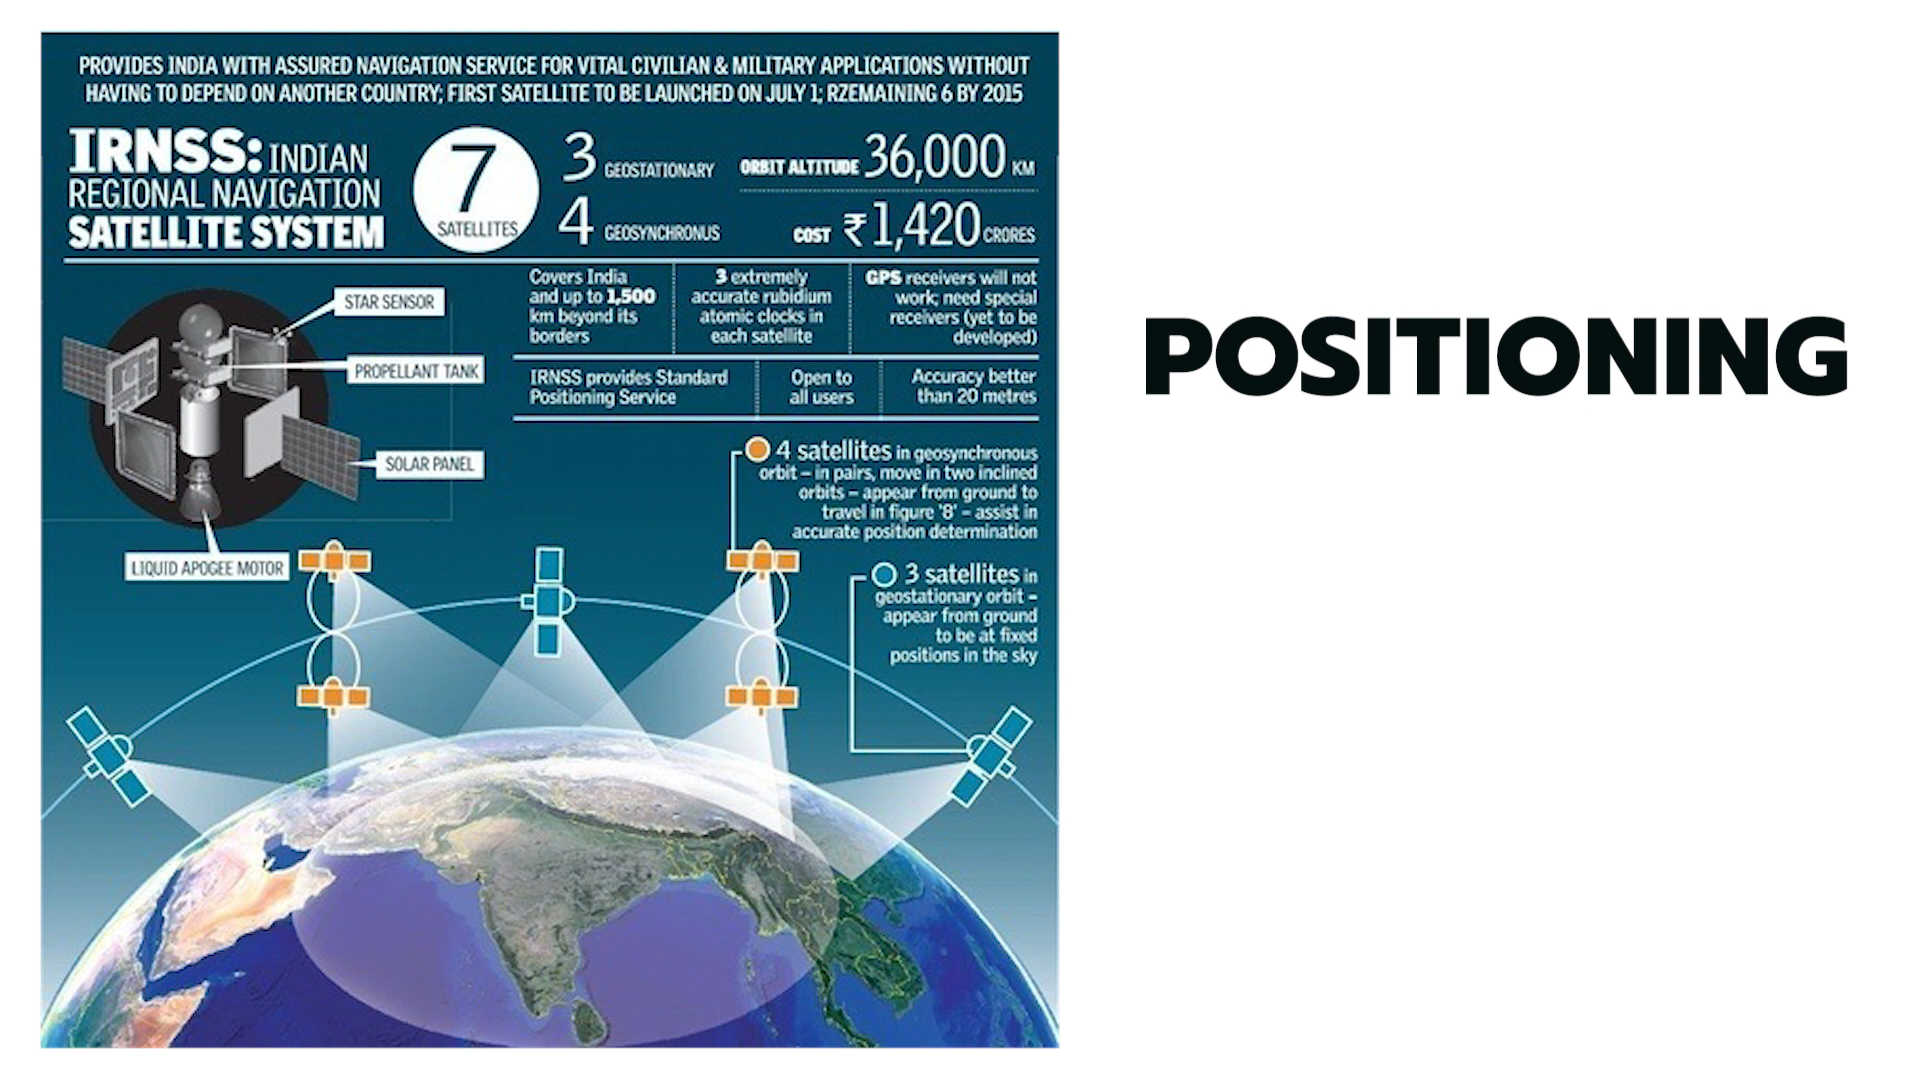 PROVIDES INDIA WITH ASSURED NAVIGATION SERVICE FOR VITAL CIVILIAN & MILITARY APPLICATIONS WITHOUT
HAVING TO DEPEND ON ANOTHER COUNTRY; FIRST SATELLITE TO BE LAUNCHED ON JULY 1; RZEMAINING 6 BY 2015
IRNSS: INDIAN
REGIONAL NAVIGATION
SATELLITE SYSTEM
7
SATELLITES
3 GEOSTATIONARY
4 GEOSYNCHRONUS
ORBIT ALTITUDE 36,000 KM
COST ₹1,420 CRORES
Covers India
and up to 1,500
km beyond its
borders
3 extremely
accurate rubidium
atomic clocks in
each satellite
GPS receivers will not
work; need special
receivers (yet to be
developed)
IRNSS provides Standard
Positioning Service
Open to
all users
Accuracy better
than 20 metres
STAR SENSOR
PROPELLANT TANK
SOLAR PANEL
LIQUID APOGEE MOTOR
4 satellites in geosynchronous
orbit – in pairs, move in two inclined
orbits – appear from ground to
travel in figure '8' – assist in
accurate position determination
3 satellites in
geostationary orbit –
appear from ground
to be at fixed
positions in the sky
POSITIONING